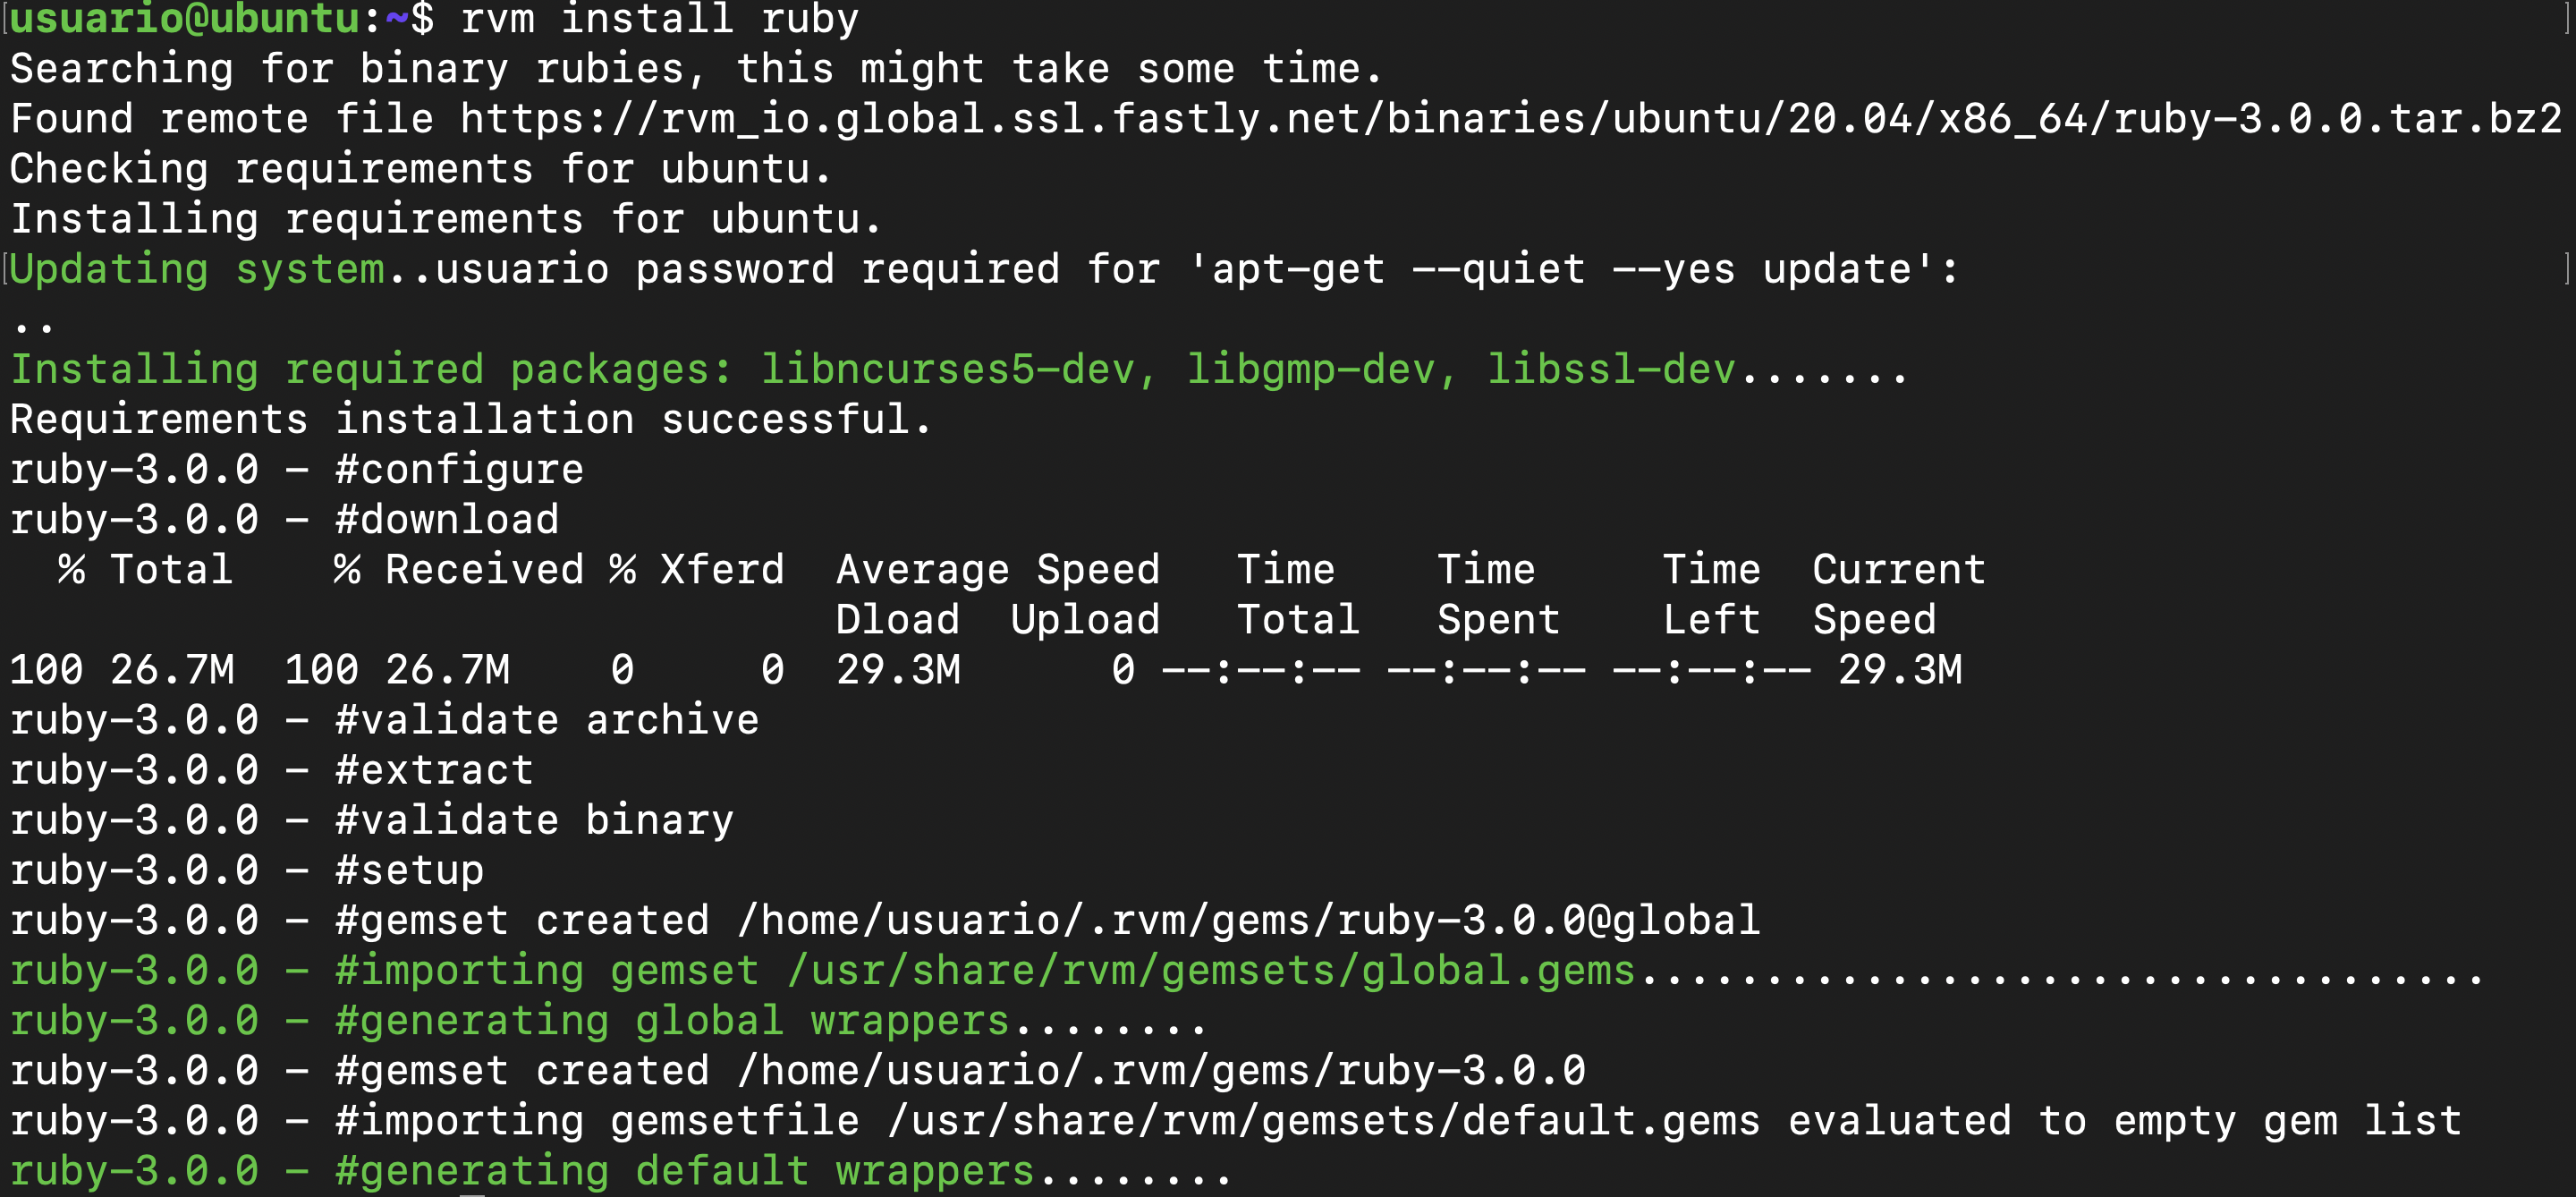 [usuario@ubuntu:~$ rvm install ruby ]
Searching for binary rubies, this might take some time.
Found remote file https://rvm_io.global.ssl.fastly.net/binaries/ubuntu/20.04/x86_64/ruby-3.0.0.tar.bz2
Checking requirements for ubuntu.
Installing requirements for ubuntu.
[Updating system..usuario password required for 'apt-get --quiet --yes update': ]
..
Installing required packages: libncurses5-dev, libgmp-dev, libssl-dev.......
Requirements installation successful.
ruby-3.0.0 - #configure
ruby-3.0.0 - #download
  % Total    % Received % Xferd  Average Speed   Time    Time     Time  Current
                                 Dload  Upload   Total   Spent    Left  Speed
100 26.7M  100 26.7M    0     0  29.3M      0 --:--:-- --:--:-- --:--:-- 29.3M
ruby-3.0.0 - #validate archive
ruby-3.0.0 - #extract
ruby-3.0.0 - #validate binary
ruby-3.0.0 - #setup
ruby-3.0.0 - #gemset created /home/usuario/.rvm/gems/ruby-3.0.0@global
ruby-3.0.0 - #importing gemset /usr/share/rvm/gemsets/global.gems..................................
ruby-3.0.0 - #generating global wrappers........
ruby-3.0.0 - #gemset created /home/usuario/.rvm/gems/ruby-3.0.0
ruby-3.0.0 - #importing gemsetfile /usr/share/rvm/gemsets/default.gems evaluated to empty gem list
ruby-3.0.0 - #generating default wrappers........